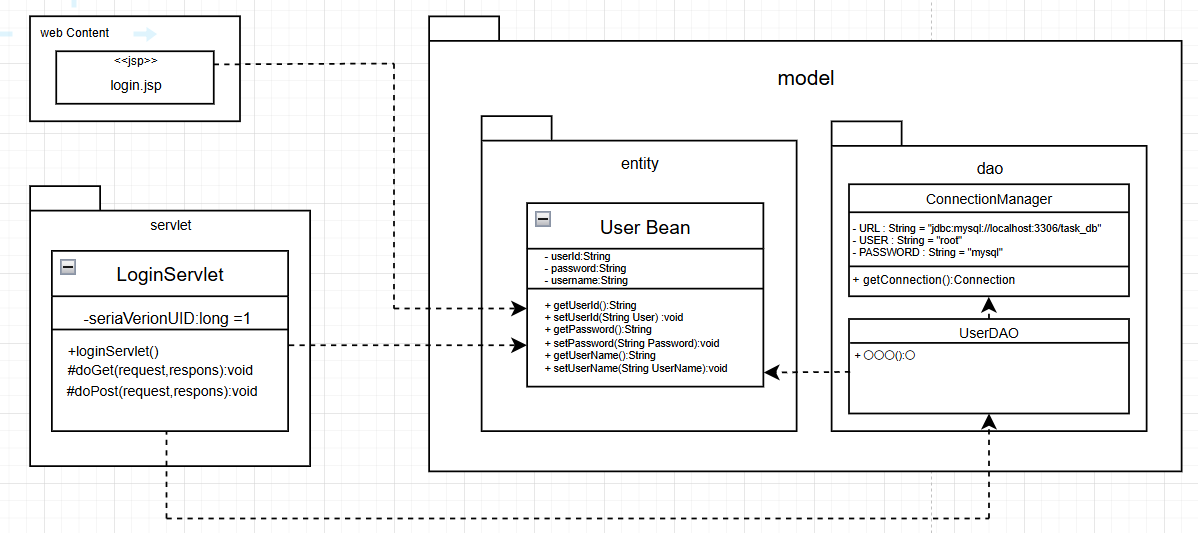 web Content
<<jsp>>
login.jsp
servlet
LoginServlet
-seriaVerionUID:long =1
+loginServlet()
#doGet(request,respons):void
#doPost(request,respons):void
model
entity
User Bean
- userId:String
- password:String
- username:String
+ getUserId():String
+ setUserId(String User) :void
+ getPassword():String
+ setPassword(String Password):void
+ getUserName():String
+ setUserName(String UserName):void
dao
ConnectionManager
- URL : String = "jdbc:mysql://localhost:3306/task_db"
- USER : String = "root"
- PASSWORD : String = "mysql"
+ getConnection():Connection
UserDAO
+ 〇〇〇():〇